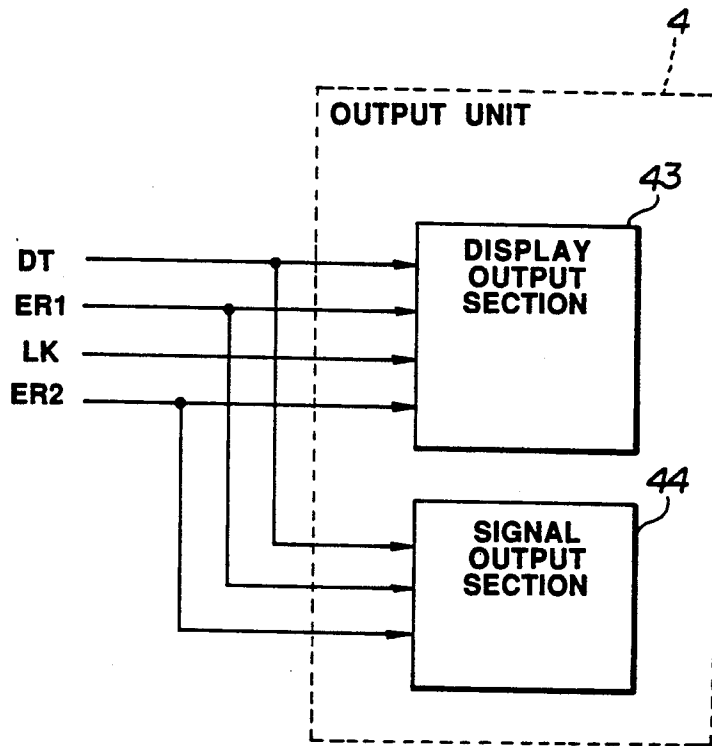 4
OUTPUT UNIT
43
DISPLAY
OUTPUT
SECTION
DT
ER1
LK
ER2
44
SIGNAL
OUTPUT
SECTION